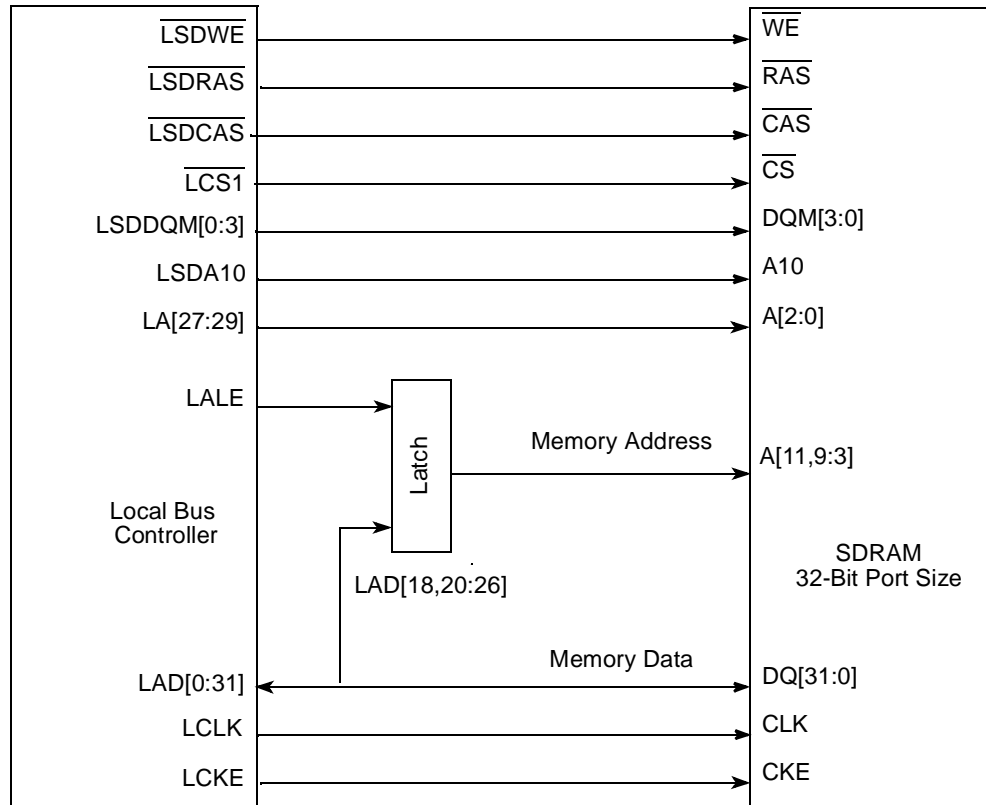 LSDWE WE
LSDRAS RAS
LSDCAS CAS
LCS1 CS
LSDDQM[0:3] DQM[3:0]
LSDA10 A10
LA[27:29] A[2:0]
LALE
Latch
Memory Address
A[11,9:3]
Local Bus
Controller
SDRAM
32-Bit Port Size
LAD[18,20:26]
Memory Data
LAD[0:31] DQ[31:0]
LCLK CLK
LCKE CKE